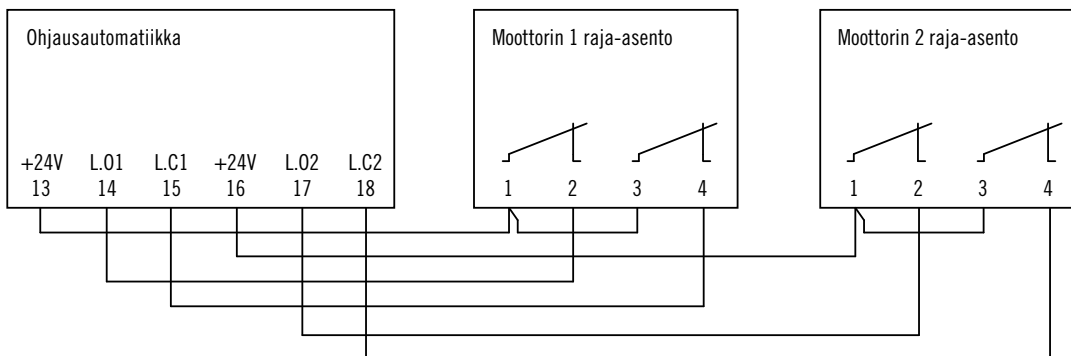 Ohjausautomatiikka
Moottorin 1 raja-asento
Moottorin 2 raja-asento
+24V L.O1 L.C1 +24V L.O2 L.C2
13 14 15 16 17 18
1 2 3 4
1 2 3 4